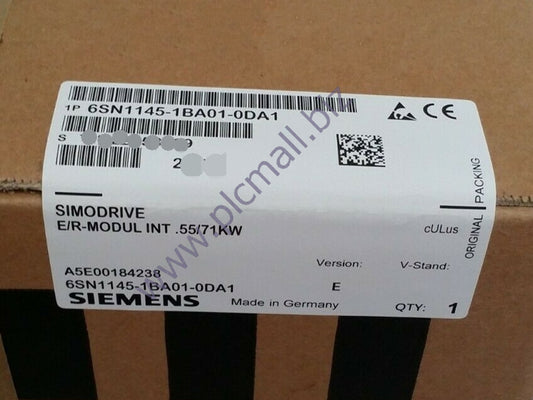 1P 6SN1145-1BA01-0DA1
S
SIMODRIVE
E/R-MODUL INT .55/71KW
cULus
A5E00184238
Version:
V-Stand:
6SN1145-1BA01-0DA1
E
SIEMENS
Made in Germany
QTY: 1
ORIGINAL PACKING
CE
www.plcmall.biz